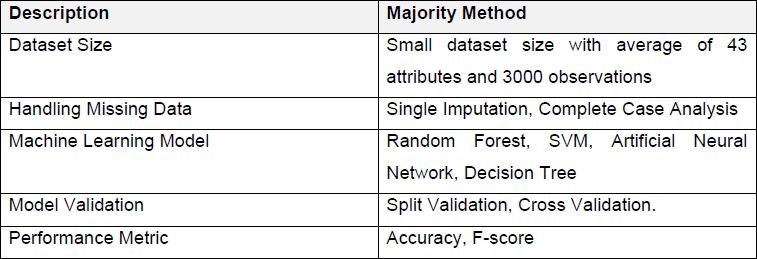 Description Majority Method
Dataset Size Small dataset size with average of 43
attributes and 3000 observations
Handling Missing Data Single Imputation, Complete Case Analysis
Machine Learning Model Random Forest, SVM, Artificial Neural
Network, Decision Tree
Model Validation Split Validation, Cross Validation.
Performance Metric Accuracy, F-score